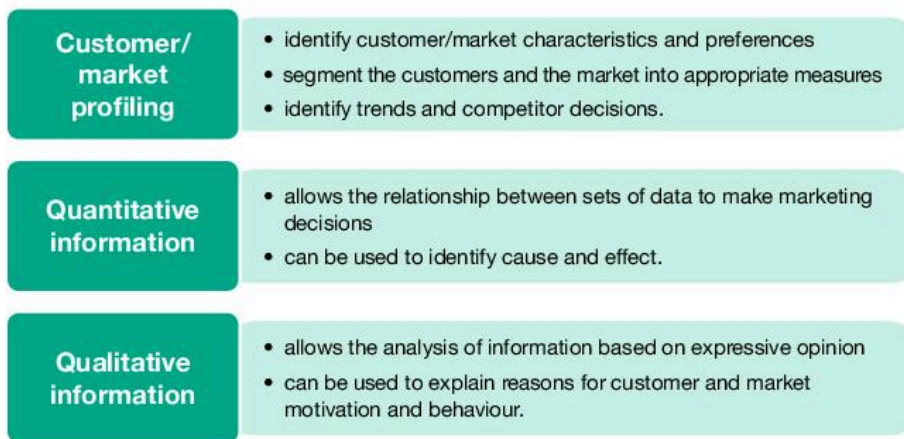 Customer/
market
profiling
• identify customer/market characteristics and preferences
• segment the customers and the market into appropriate measures
• identify trends and competitor decisions.
Quantitative
information
• allows the relationship between sets of data to make marketing
decisions
• can be used to identify cause and effect.
Qualitative
information
• allows the analysis of information based on expressive opinion
• can be used to explain reasons for customer and market
motivation and behaviour.